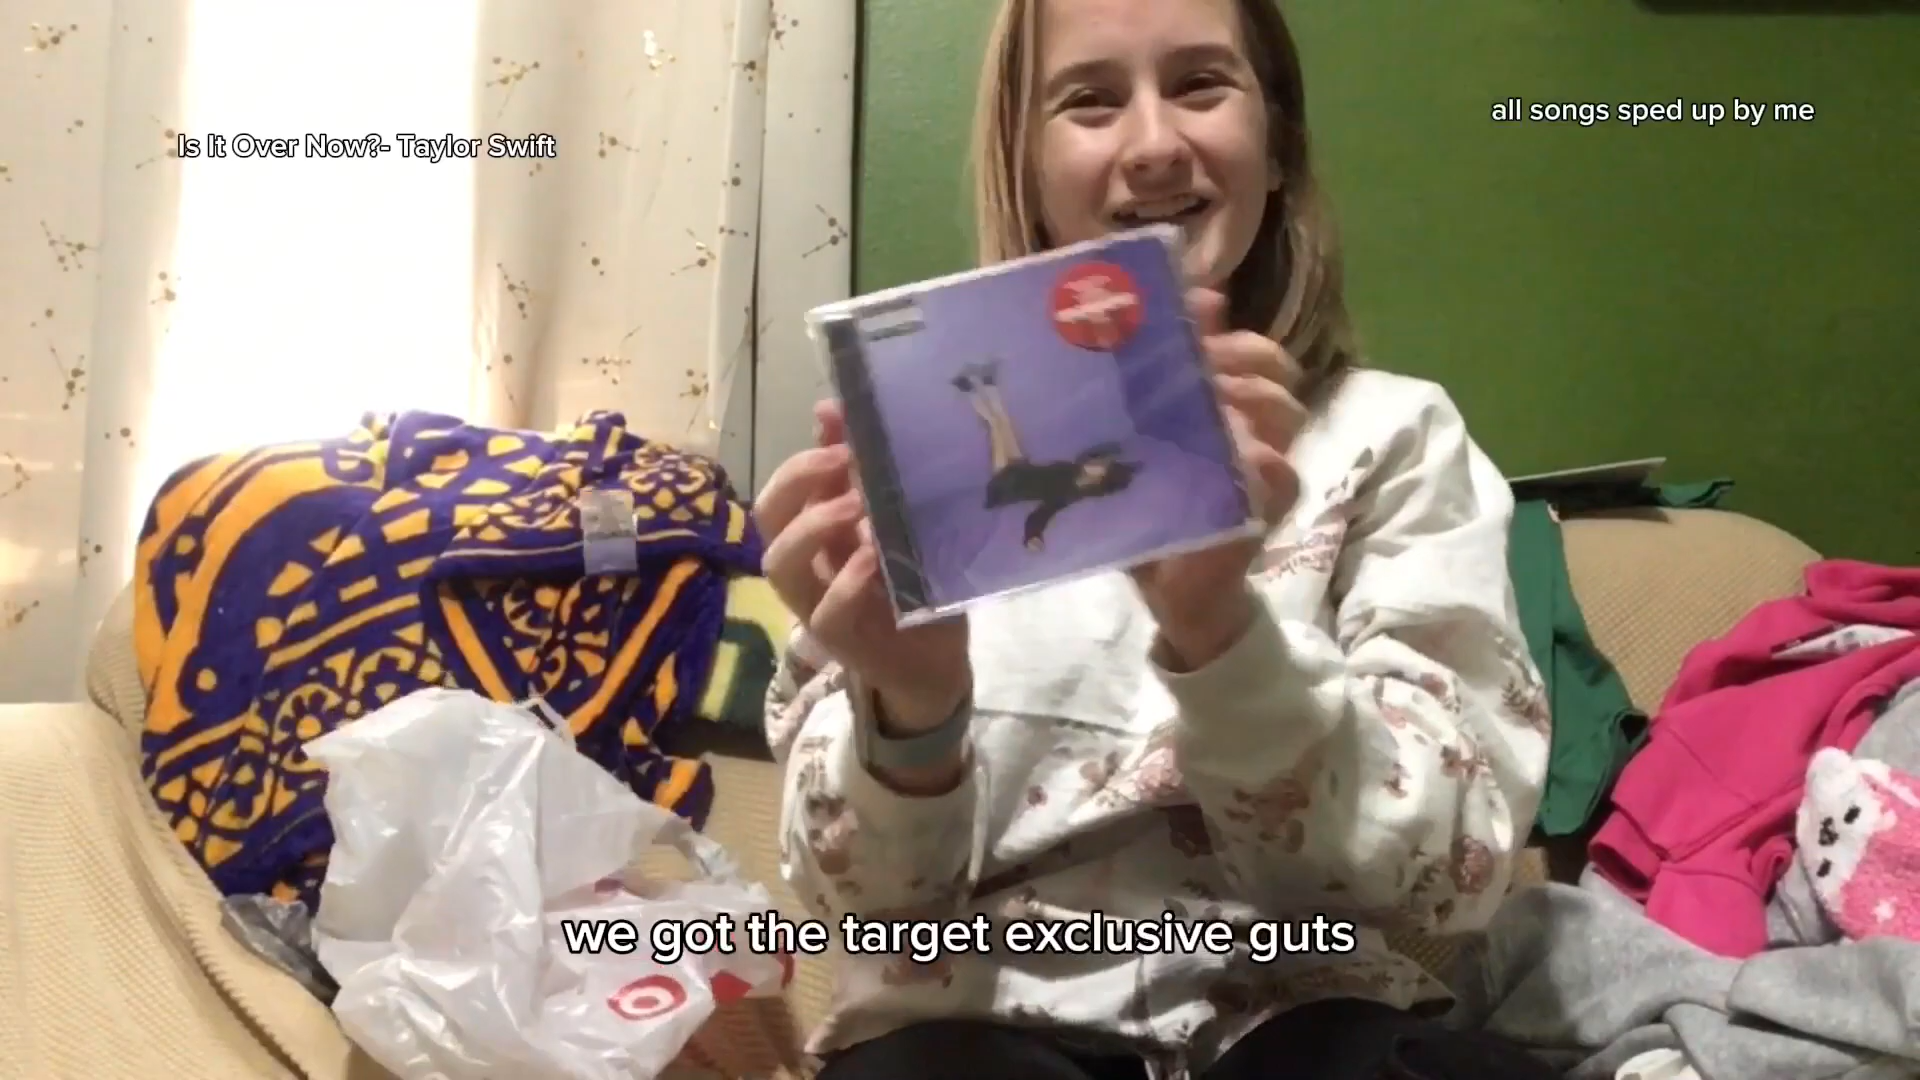 all songs sped up by me
Is It Over Now?- Taylor Swift
we got the target exclusive guts